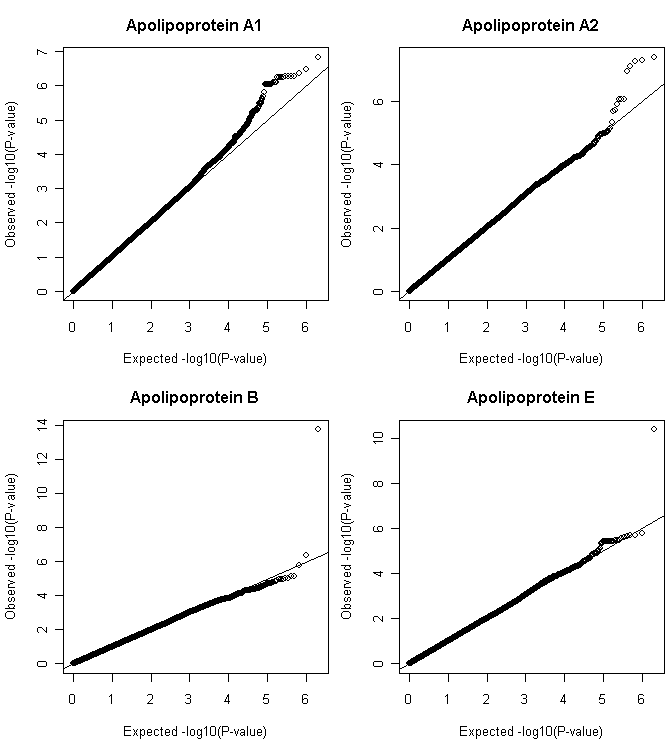 Apolipoprotein A1
Observed -log10(P-value)
7
6
5
4
3
2
1
0
0 1 2 3 4 5 6
Expected -log10(P-value)
Apolipoprotein A2
Observed -log10(P-value)
6
4
2
0
0 1 2 3 4 5 6
Expected -log10(P-value)
Apolipoprotein B
Observed -log10(P-value)
14
12
10
8
6
4
2
0
0 1 2 3 4 5 6
Expected -log10(P-value)
Apolipoprotein E
Observed -log10(P-value)
10
8
6
4
2
0
0 1 2 3 4 5 6
Expected -log10(P-value)